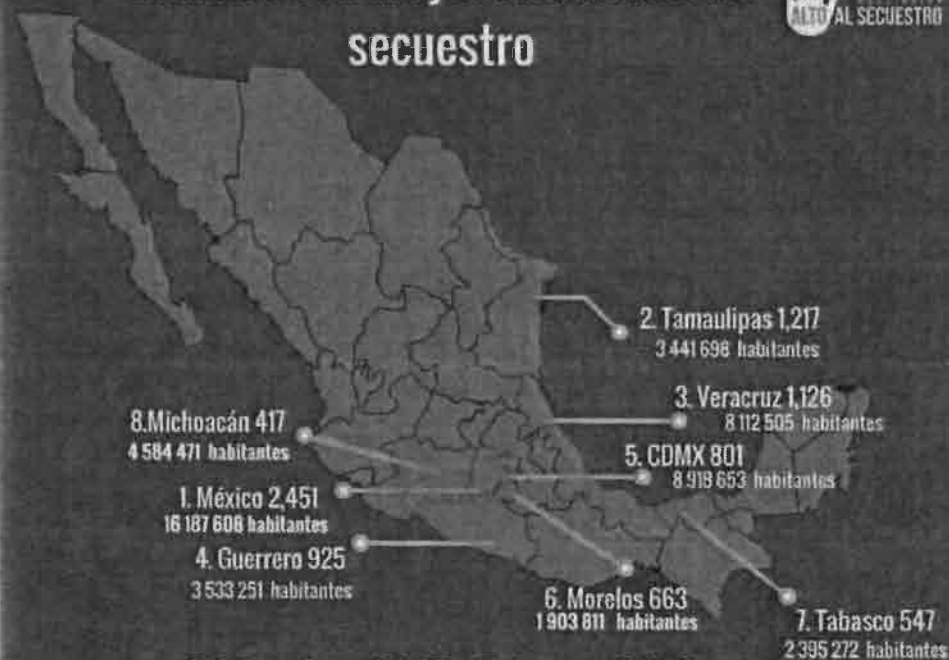 secuestro
ALTO AL SECUESTRO
2. Tamaulipas 1,217
3 441 698 habitantes
3. Veracruz 1,126
8 112 505 habitantes
8.Michoacán 417
4 584 471 habitantes
5. CDMX 801
8 918 653 habitantes
1. México 2,451
16 187 608 habitantes
4. Guerrero 925
3 533 251 habitantes
6. Morelos 663
1 903 811 habitantes
7. Tabasco 547
2 395 272 habitantes